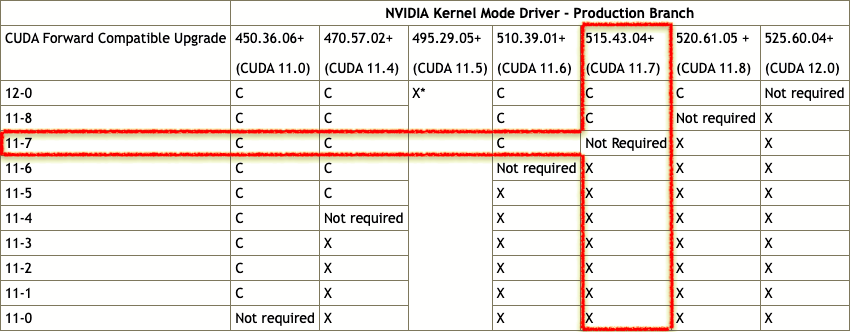 NVIDIA Kernel Mode Driver - Production Branch
CUDA Forward Compatible Upgrade 450.36.06+ 470.57.02+ 495.29.05+ 510.39.01+ 515.43.04+ 520.61.05 + 525.60.04+
(CUDA 11.0) (CUDA 11.4) (CUDA 11.5) (CUDA 11.6) (CUDA 11.7) (CUDA 11.8) (CUDA 12.0)
12-0 C C X* C C C Not required
11-8 C C C C Not required X
11-7 C C C Not Required X X
11-6 C C Not required X X X
11-5 C C X X X X
11-4 C Not required X X X X
11-3 C X X X X X
11-2 C X X X X X
11-1 C X X X X X
11-0 Not required X X X X X